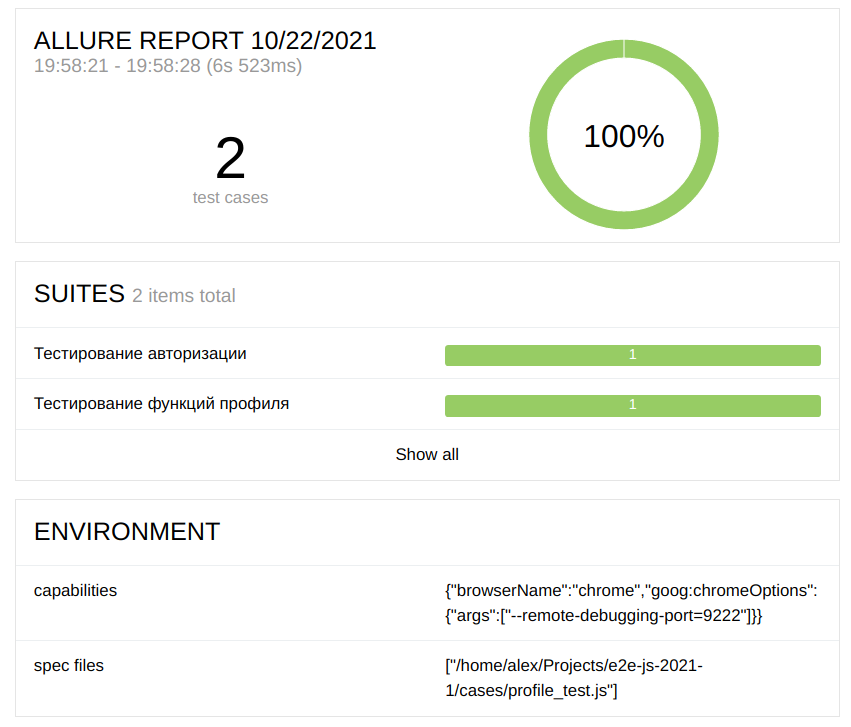 ALLURE REPORT 10/22/2021
19:58:21 - 19:58:28 (6s 523ms)
2
test cases
100%
SUITES 2 items total
Тестирование авторизации 1
Тестирование функций профиля 1
Show all
ENVIRONMENT
capabilities {"browserName":"chrome","goog:chromeOptions":
{"args":["--remote-debugging-port=9222"]}}
spec files ["/home/alex/Projects/e2e-js-2021-
1/cases/profile_test.js"]